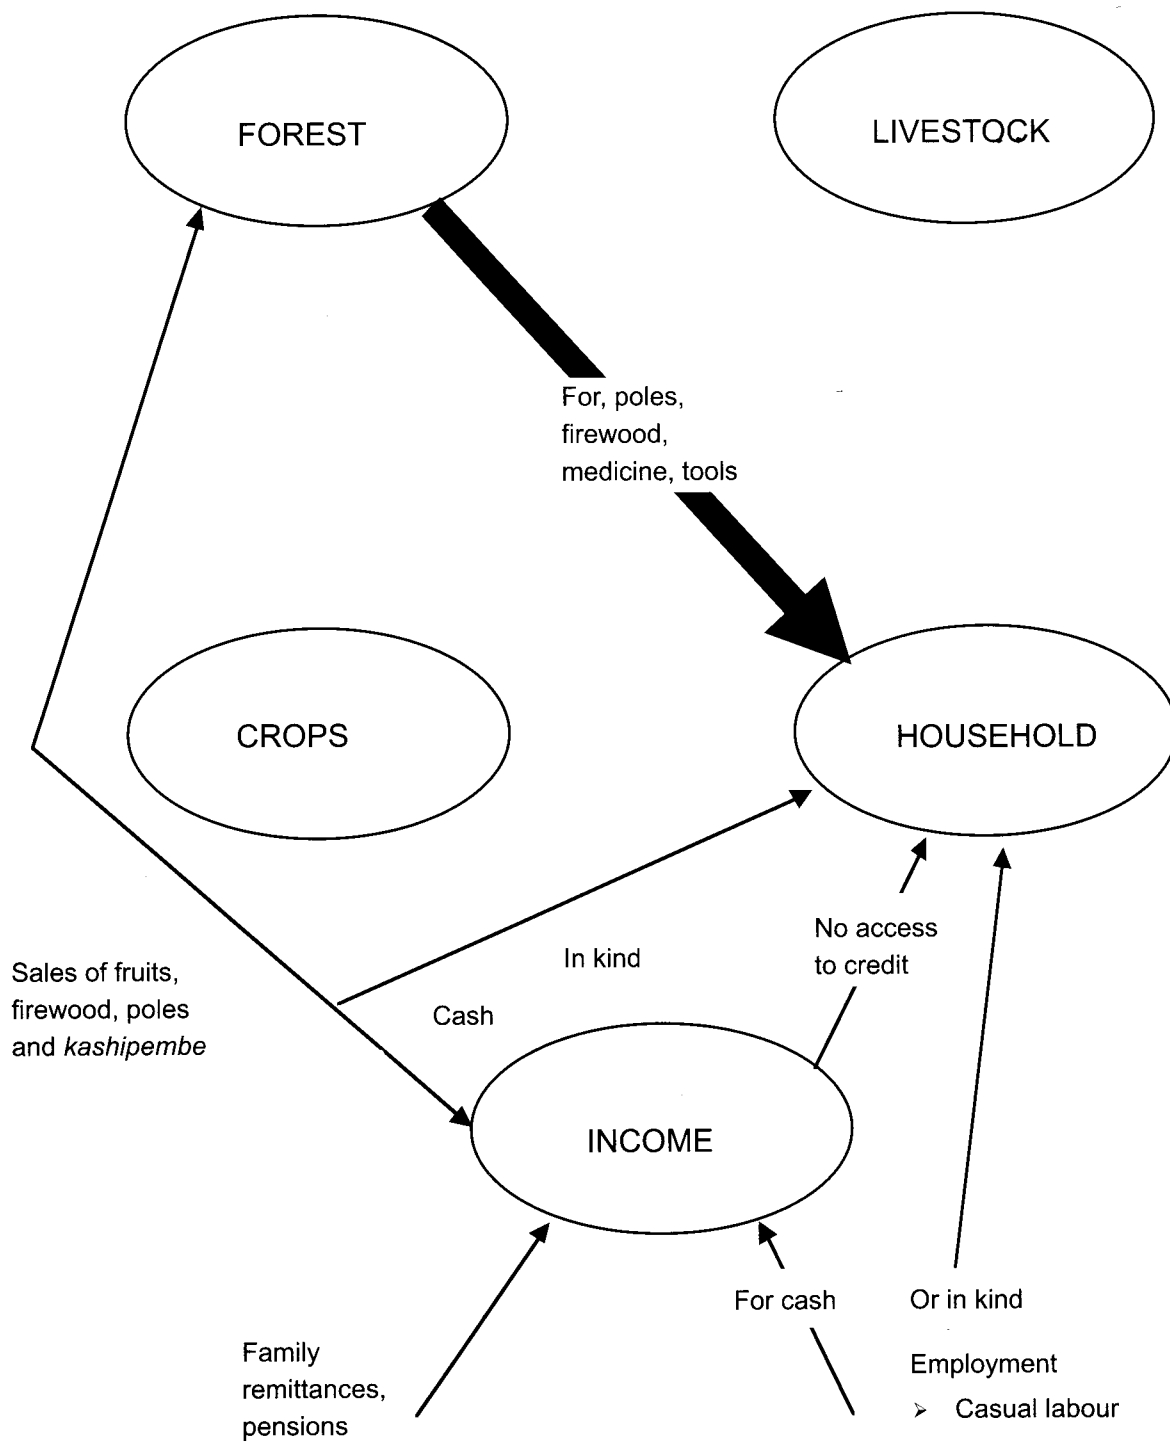 FOREST
LIVESTOCK
For, poles,
firewood,
medicine, tools
CROPS
HOUSEHOLD
No access
to credit
In kind
Sales of fruits,
firewood, poles
and kashipembe
Cash
INCOME
For cash
Or in kind
Family
remittances,
pensions
Employment
➢ Casual labour